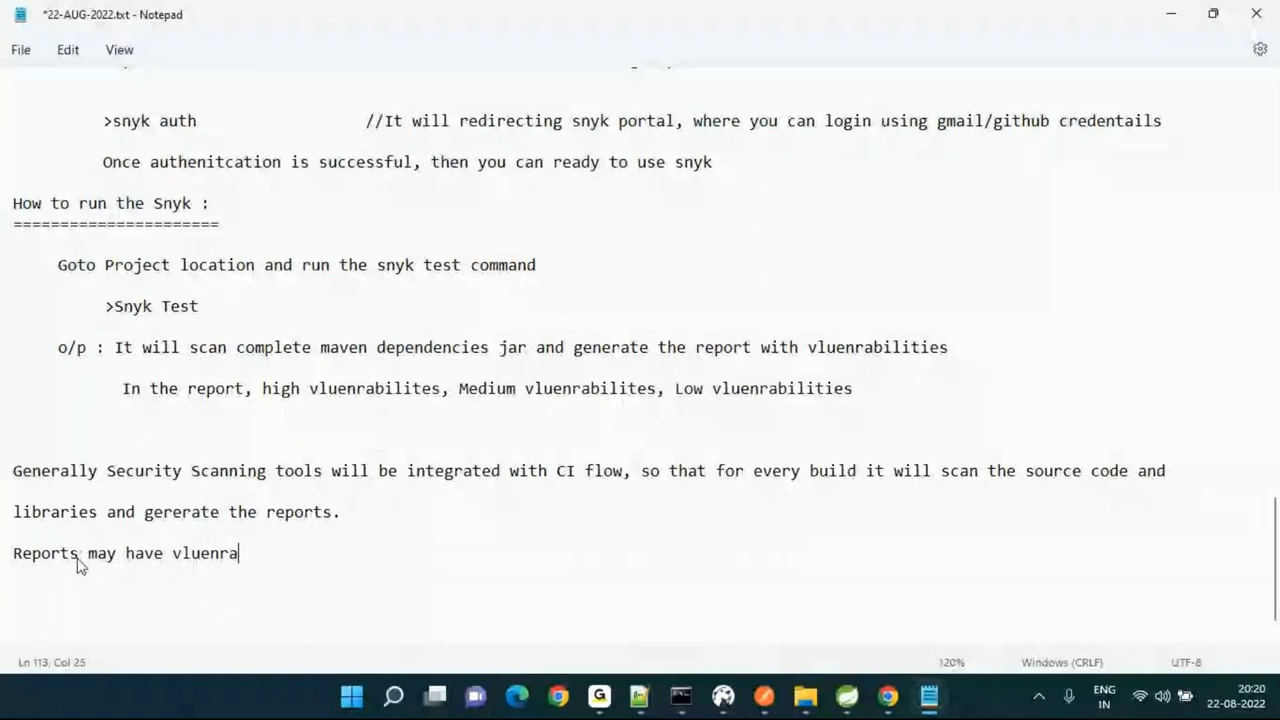 *22-AUG-2022.txt - Notepad
File Edit View
>snyk auth //It will redirecting snyk portal, where you can login using gmail/github credentails
Once authenitcation is successful, then you can ready to use snyk
How to run the Snyk :
======================
Goto Project location and run the snyk test command
>Snyk Test
o/p : It will scan complete maven dependencies jar and generate the report with vluenrabilities
In the report, high vluenrabilites, Medium vluenrabilites, Low vluenrabilities
Generally Security Scanning tools will be integrated with CI flow, so that for every build it will scan the source code and
libraries and gererate the reports.
Reports may have vluenra
Ln 113, Col 25 120% Windows (CRLF) UTF-8
ENG 20:20
IN 22-08-2022